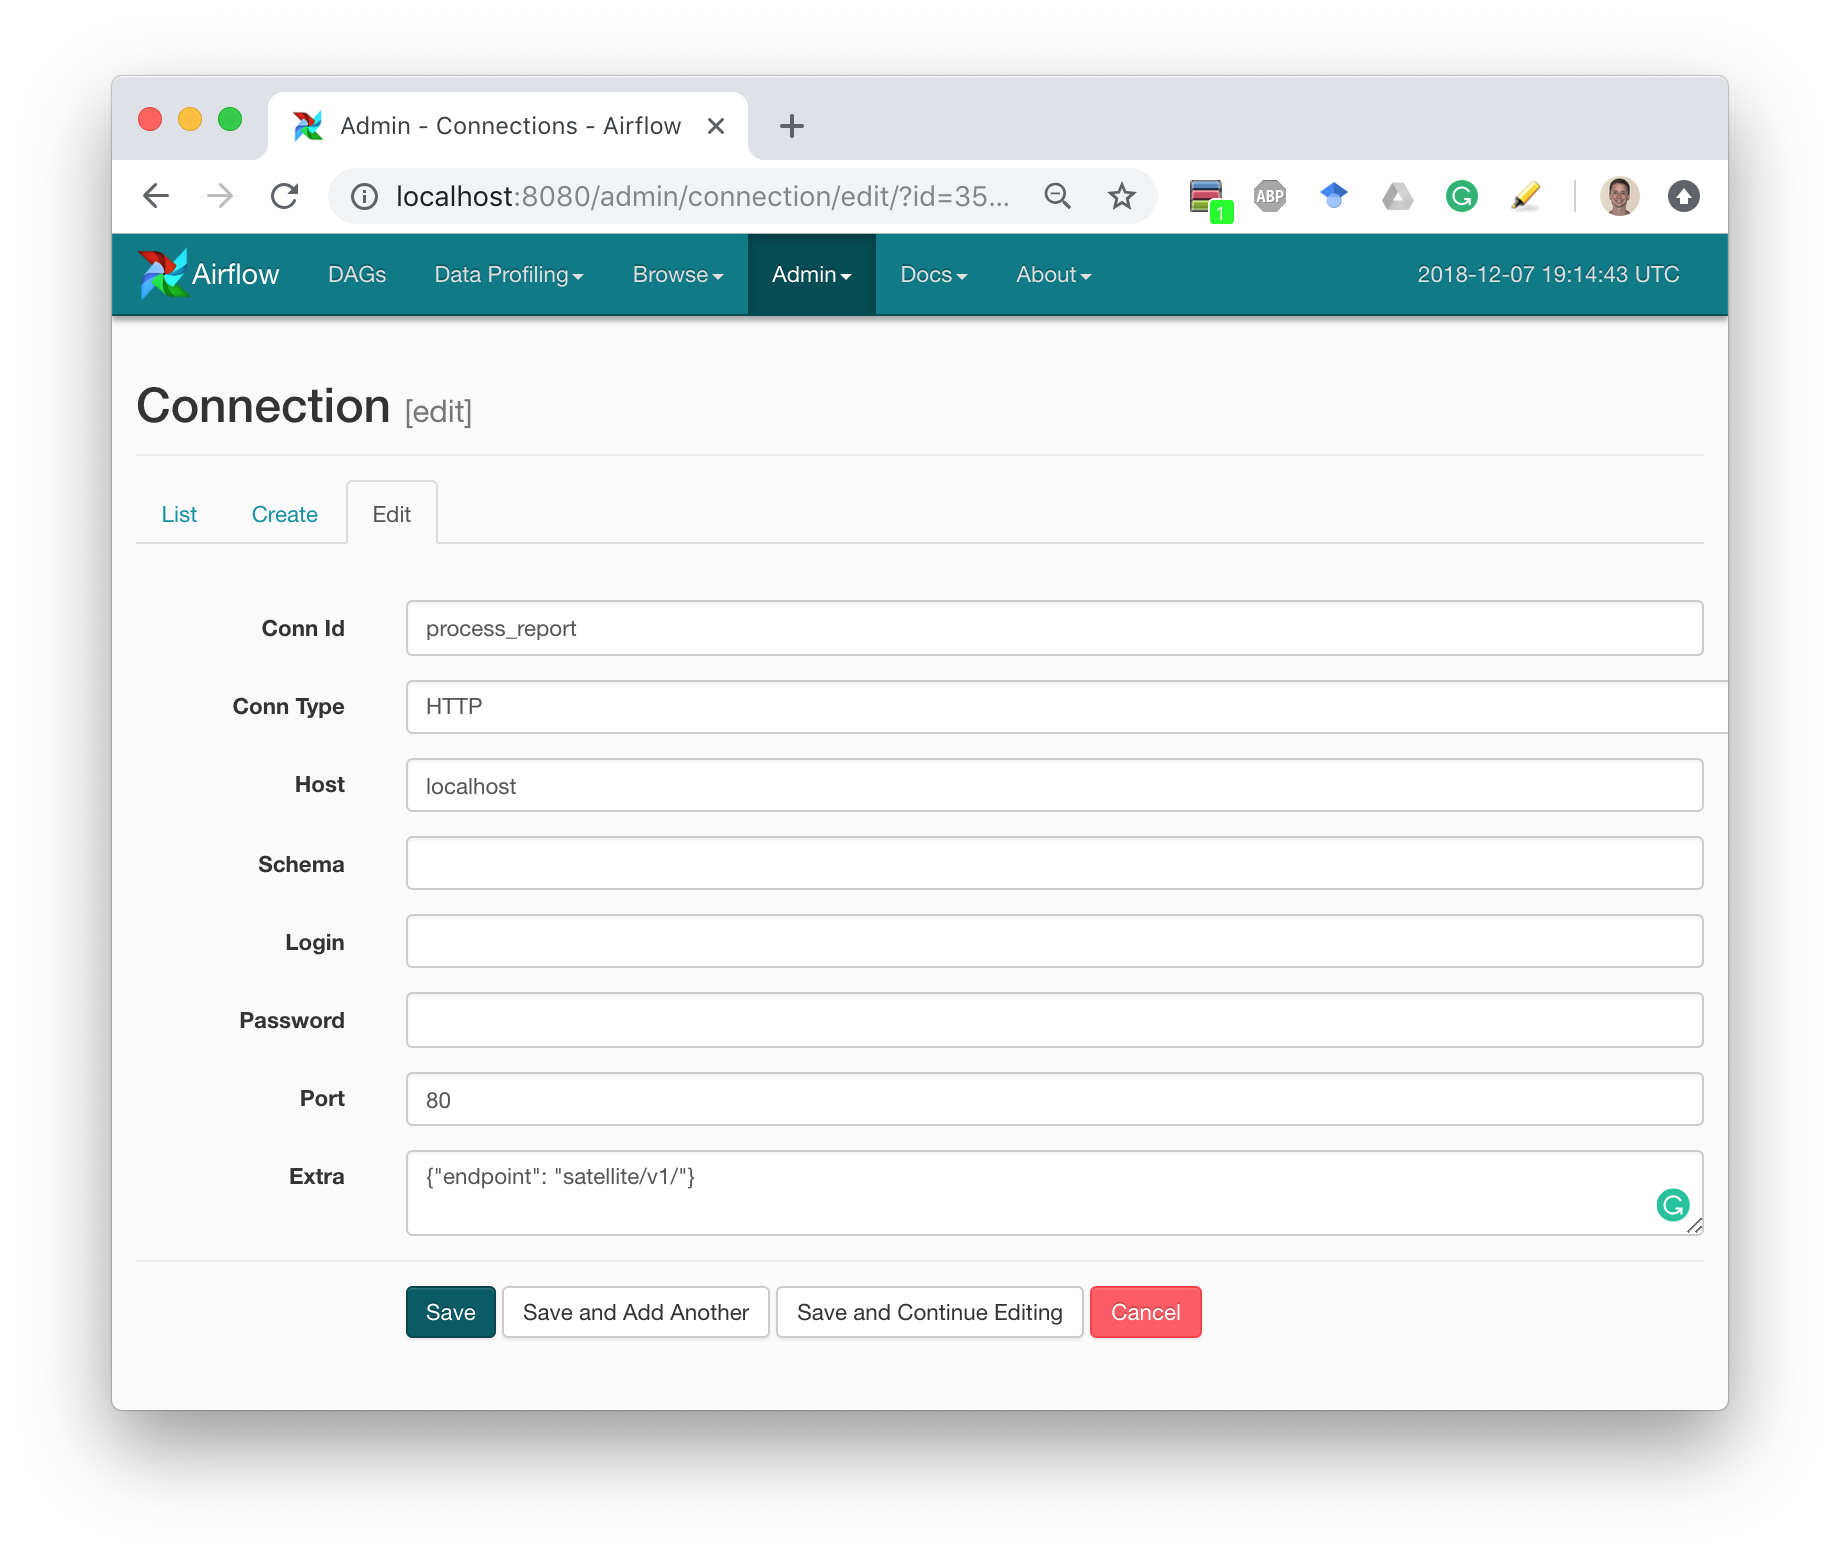 Admin - Connections - Airflow
localhost:8080/admin/connection/edit/?id=35...
1
ABP
Airflow DAGs Data Profiling Browse Admin Docs About 2018-12-07 19:14:43 UTC
Connection [edit]
List Create Edit
Conn Id process_report
Conn Type HTTP
Host localhost
Schema
Login
Password
Port 80
Extra {"endpoint": "satellite/v1/"}
Save Save and Add Another Save and Continue Editing Cancel